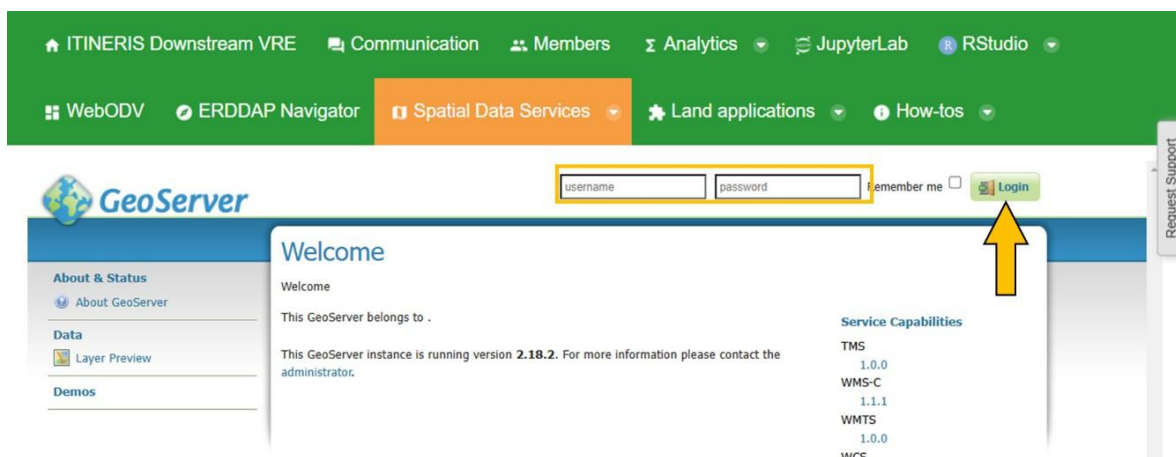 ITINERIS Downstream VRE Communication Members Σ Analytics JupyterLab R RStudio
WebODV ERDDAP Navigator Spatial Data Services Land applications How-tos
Request Support
GeoServer
username password Remember me Login
Welcome
About & Status
About GeoServer
Data
Layer Preview
Demos
Welcome
This GeoServer belongs to .
This GeoServer instance is running version 2.18.2. For more information please contact the
administrator.
Service Capabilities
TMS
1.0.0
WMS-C
1.1.1
WMTS
1.0.0
WCS